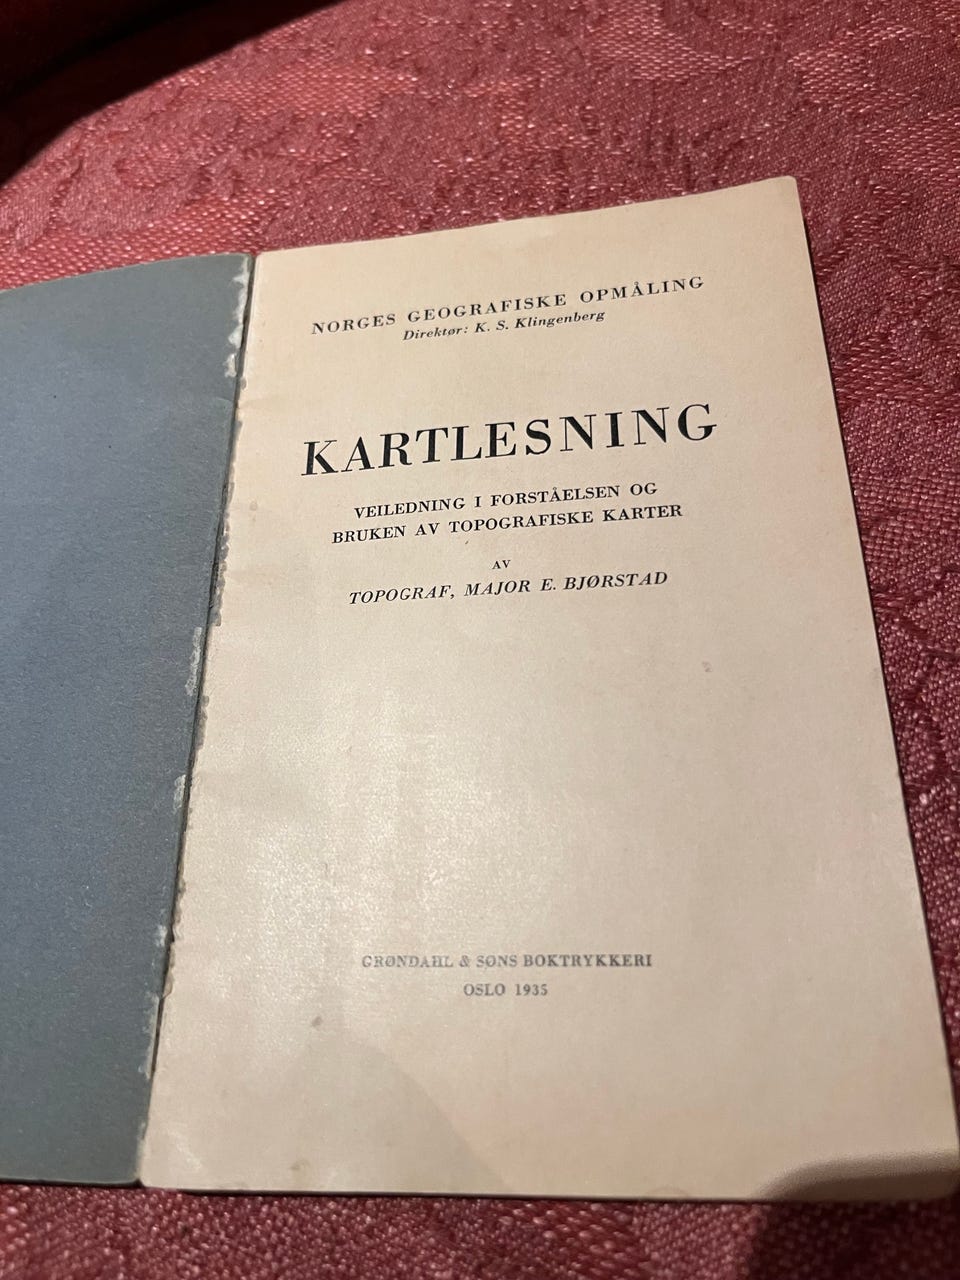 NORGES GEOGRAFISKE OPMÅLING
Direktør: K. S. Klingenberg
KARTLESNING
VEILEDNING I FORSTÅELSEN OG
BRUKEN AV TOPOGRAFISKE KARTER
AV
TOPOGRAF, MAJOR E. BJØRSTAD
GRØNDAHL & SØNS BOKTRYKKERI
OSLO 1935